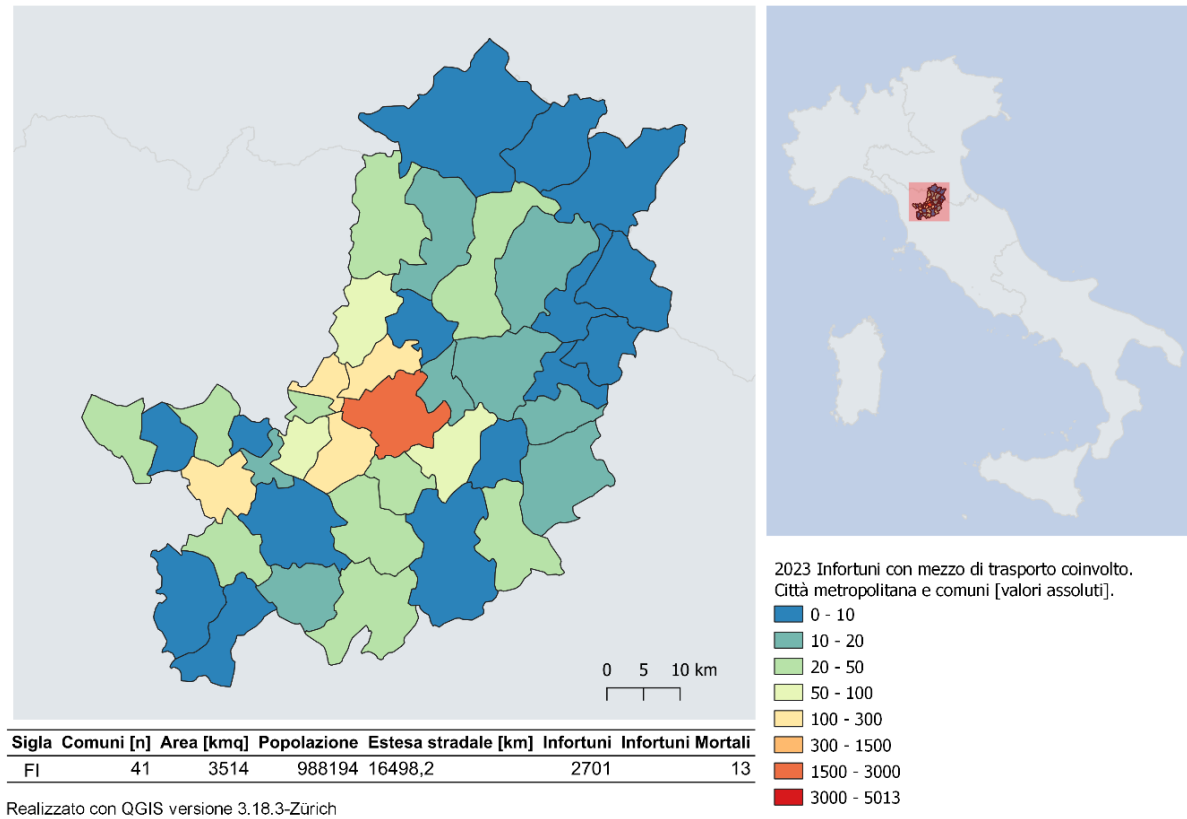 0 5 10 km
2023 Infortuni con mezzo di trasporto coinvolto.
Città metropolitana e comuni [valori assoluti].
0 - 10
10 - 20
20 - 50
50 - 100
100 - 300
300 - 1500
1500 - 3000
3000 - 5013
Sigla Comuni [n] Area [kmq] Popolazione Estesa stradale [km] Infortuni Infortuni Mortali
FI 41 3514 988194 16498,2 2701 13
Realizzato con QGIS versione 3.18.3-Zürich